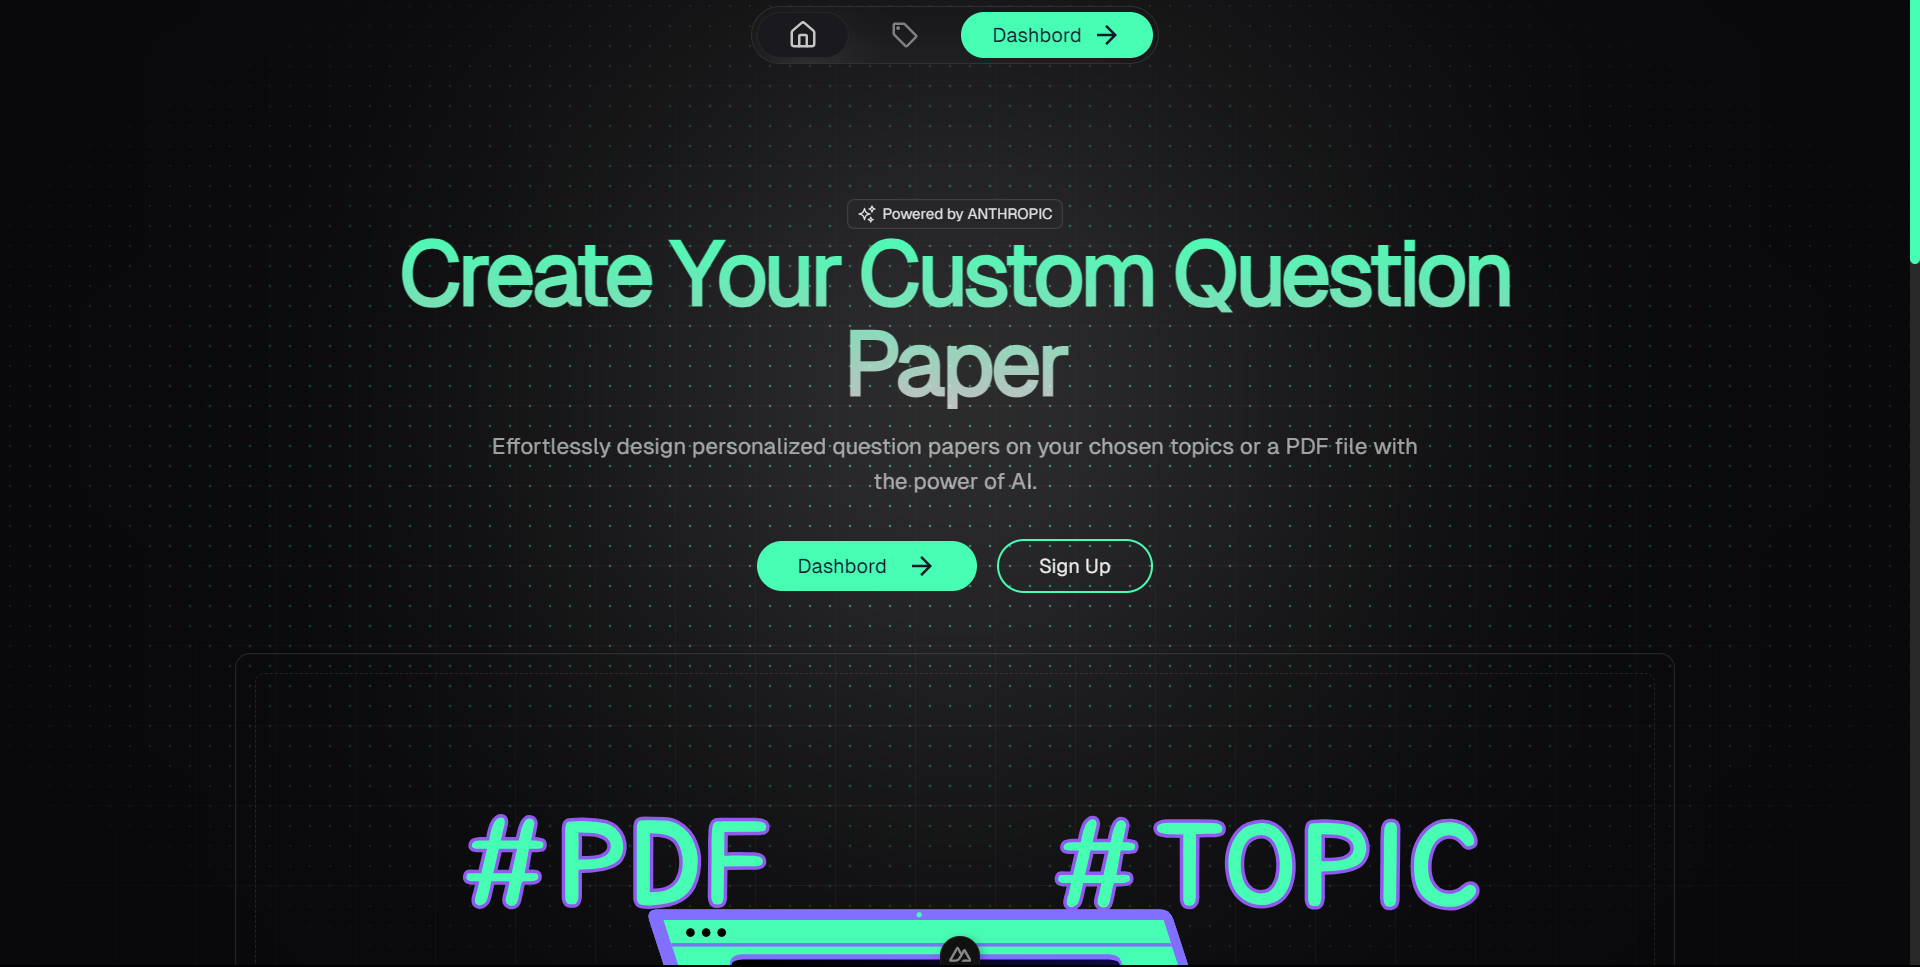 Dashbord
Powered by ANTHROPIC
Create Your Custom Question
Paper
Effortlessly design personalized question papers on your chosen topics or a PDF file with
the power of AI.
Dashbord
Sign Up
#PDF
#TOPIC